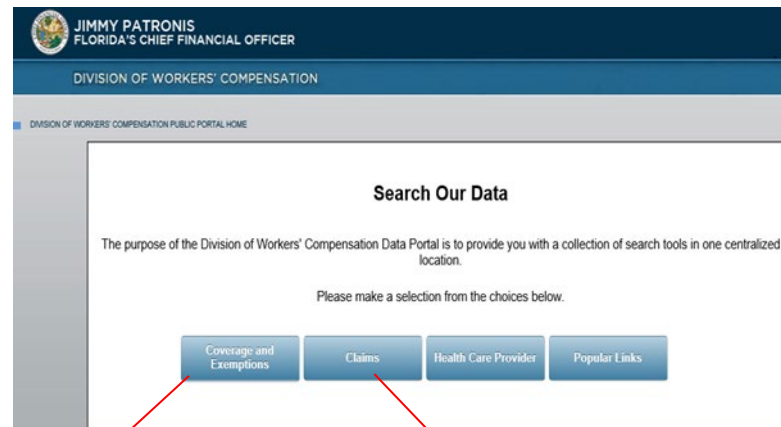 JIMMY PATRONIS
FLORIDA'S CHIEF FINANCIAL OFFICER
DIVISION OF WORKERS' COMPENSATION
DIVISION OF WORKERS' COMPENSATION PUBLIC PORTAL HOME
Search Our Data
The purpose of the Division of Workers' Compensation Data Portal is to provide you with a collection of search tools in one centralized
location.
Please make a selection from the choices below.
Coverage and
Exemptions
Claims
Health Care Provider
Popular Links